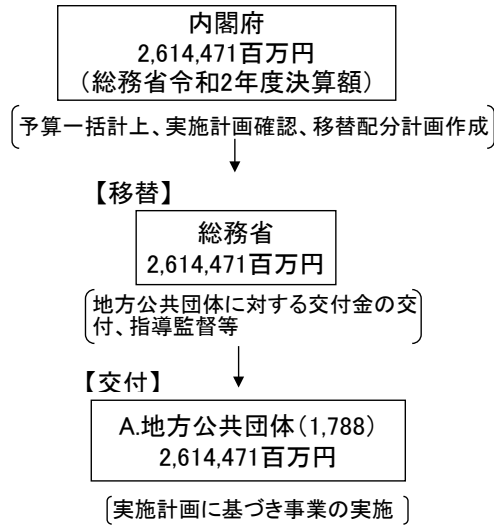 内閣府
2,614,471百万円
(総務省令和2年度決算額)
予算一括計上、実施計画確認、移替配分計画作成
【移替】
総務省
2,614,471百万円
地方公共団体に対する交付金の交
付、指導監督等
【交付】
A.地方公共団体(1,788)
2,614,471百万円
実施計画に基づき事業の実施